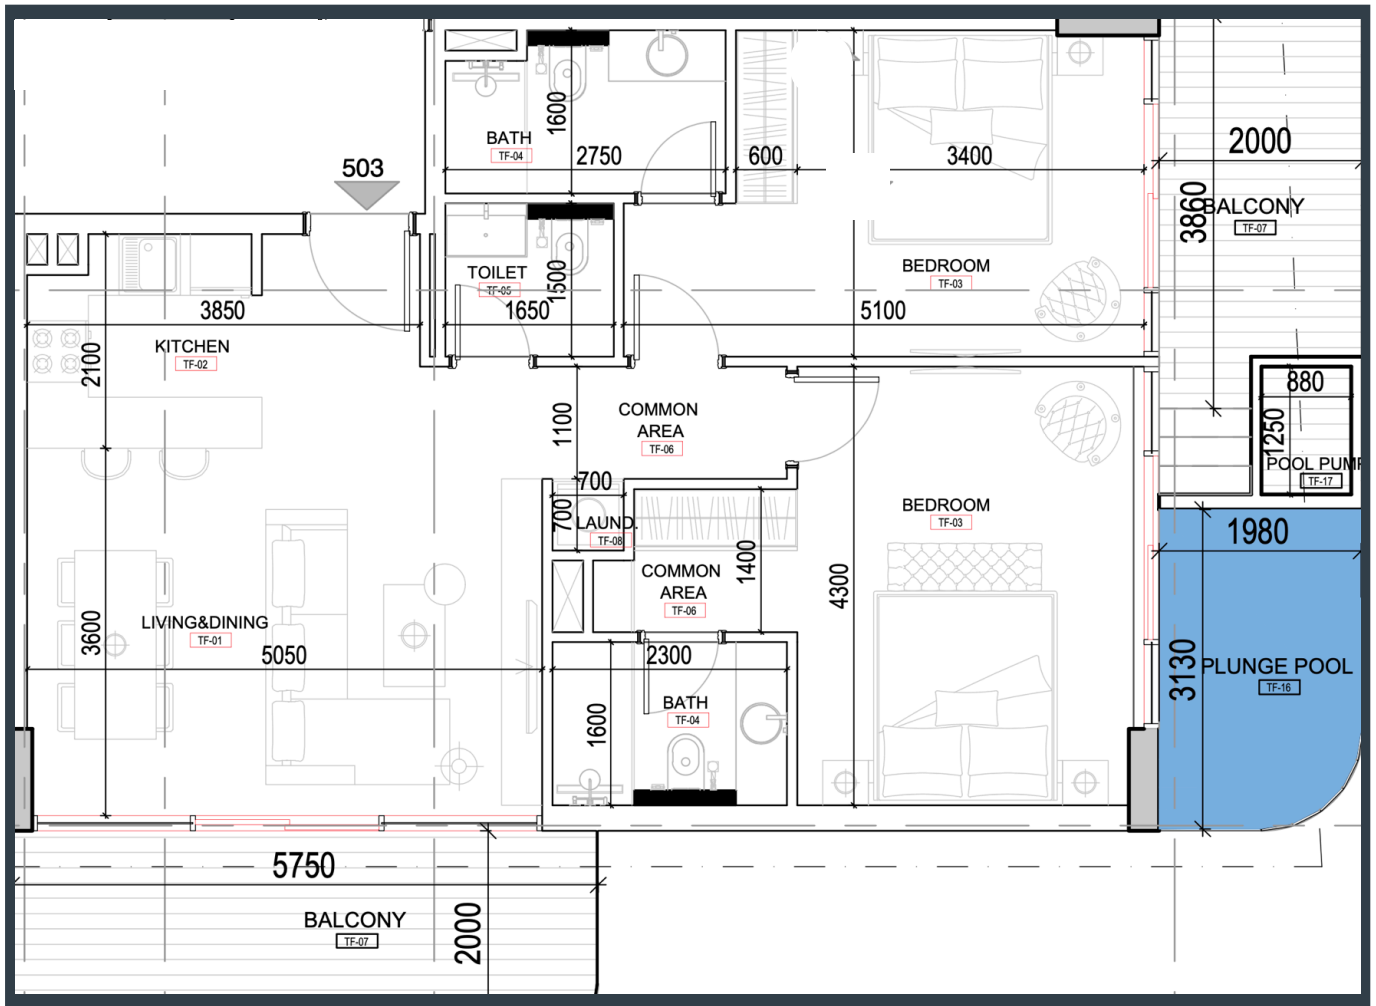 503
BATH
TF-04
1600
2750
600
3400
2000
3860
BALCONY
TF-07
TOILET
TF-05
1500
1650
BEDROOM
TF-03
5100
3850
KITCHEN
TF-02
2100
COMMON
AREA
TF-06
1100
880
1250
POOL PUMP
TF-17
700
700
LAUND.
TF-08
BEDROOM
TF-03
1980
COMMON
AREA
TF-06
1400
4300
LIVING&DINING
TF-01
3600
5050
2300
BATH
TF-04
1600
3130
PLUNGE POOL
TF-16
5750
BALCONY
TF-07
2000